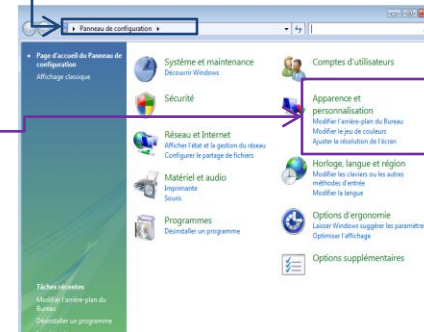 Panneau de configuration
Page d'accueil du Panneau de
configuration
Affichage classique
Système et maintenance
Découvrir Windows
Sécurité
Réseau et Internet
Afficher l'état et la gestion du réseau
Configurer le partage de fichiers
Matériel et audio
Imprimante
Souris
Programmes
Désinstaller un programme
Comptes d'utilisateurs
Apparence et
personnalisation
Modifier l'arrière-plan du Bureau
Modifier le jeu de couleurs
Ajuster la résolution de l'écran
Horloge, langue et région
Modifier les claviers ou les autres
méthodes d'entrée
Modifier la langue
Options d'ergonomie
Laisser Windows suggérer les paramètres
Optimiser l'affichage
Options supplémentaires
Tâches récentes
Modifier l'arrière-plan du
Bureau
Désinstaller un programme